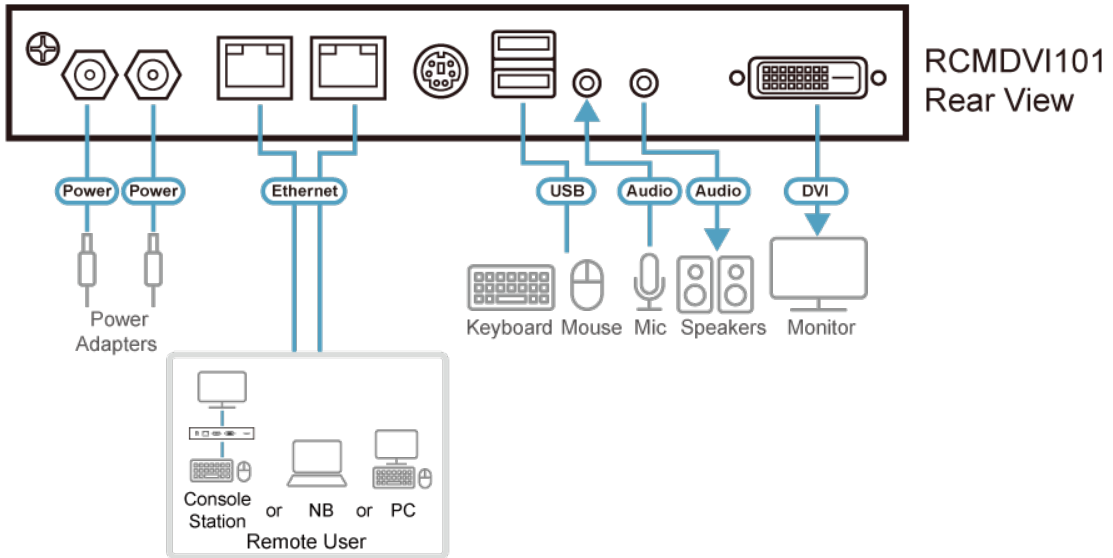 RCMDVI101
Rear View
Power
Power
Ethernet
USB
Audio
Audio
DVI
Power
Adapters
Keyboard
Mouse
Mic
Speakers
Monitor
Console
Station
or
NB
or
PC
Remote User